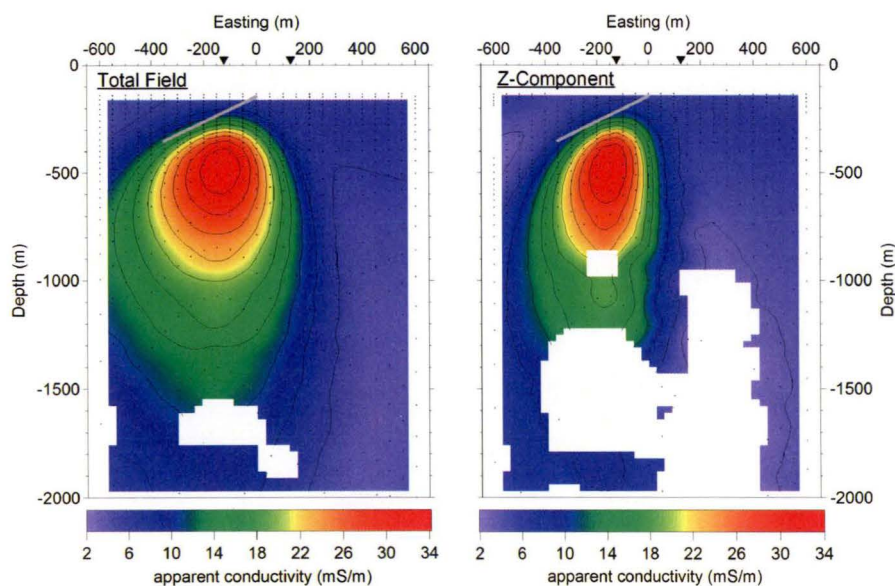 Easting (m)
-600 -400 -200 0 200 400 600
Total Field
0
-500
-1000
-1500
-2000
Depth (m)
2 6 10 14 18 22 26 30 34
apparent conductivity (mS/m)
Easting (m)
-600 -400 -200 0 200 400 600
Z-Component
0
-500
-1000
-1500
-2000
Depth (m)
2 6 10 14 18 22 26 30 34
apparent conductivity (mS/m)